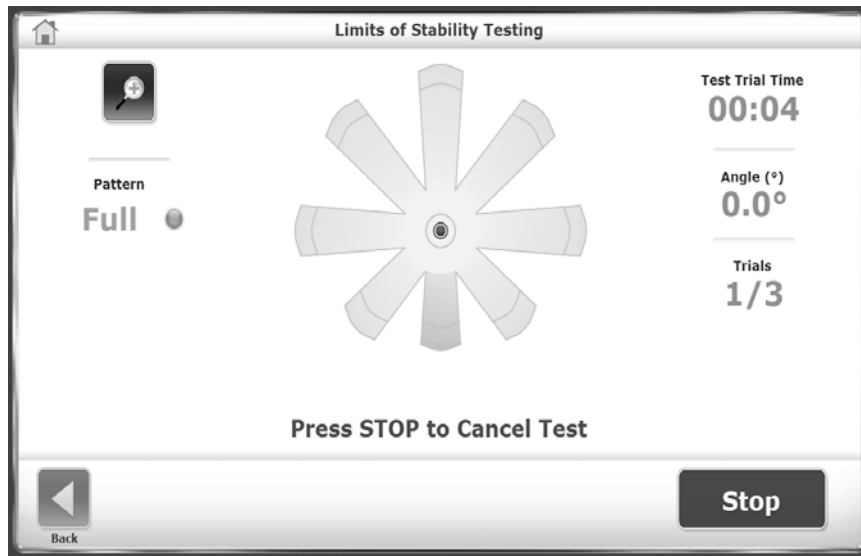 Limits of Stability Testing
Test Trial Time
00:04
Pattern
Full
Angle (°)
0.0°
Trials
1/3
Press STOP to Cancel Test
Back
Stop